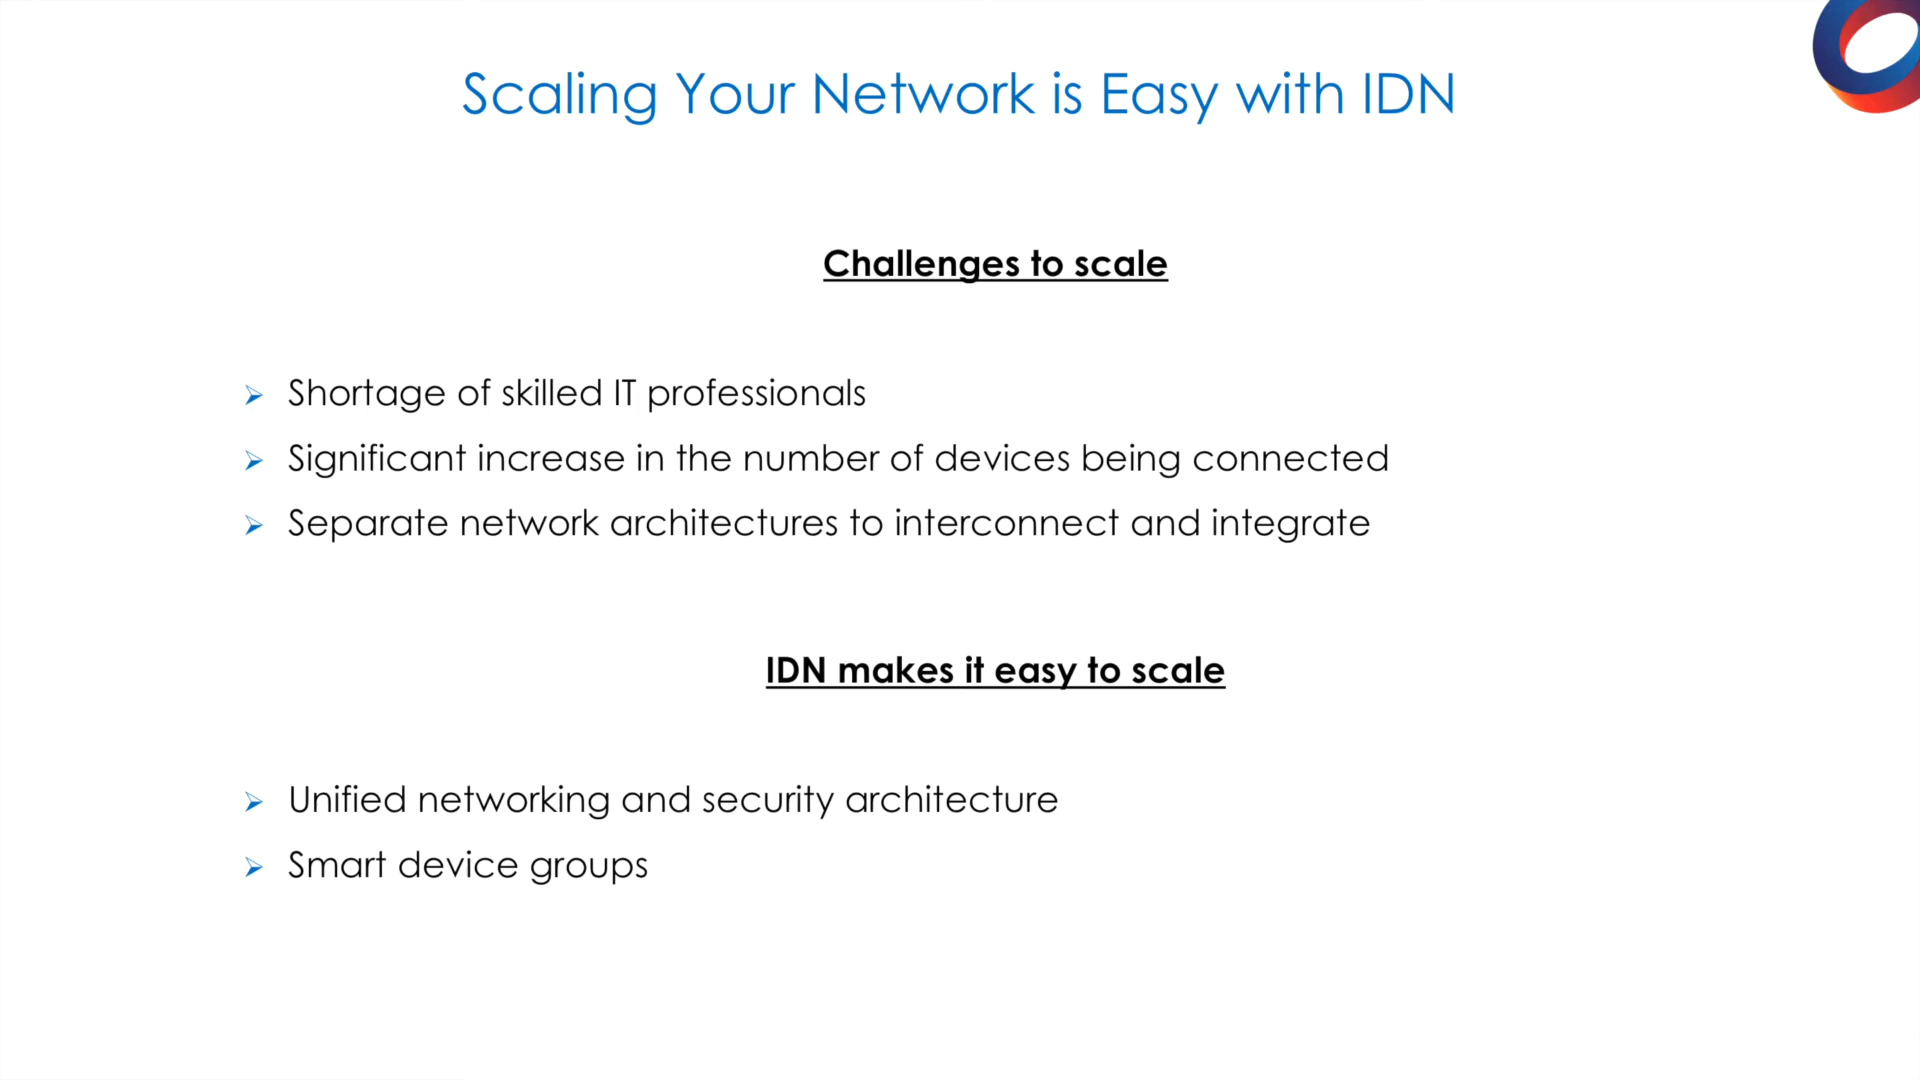 Scaling Your Network is Easy with IDN
Challenges to scale
Shortage of skilled IT professionals
Significant increase in the number of devices being connected
Separate network architectures to interconnect and integrate
IDN makes it easy to scale
Unified networking and security architecture
Smart device groups